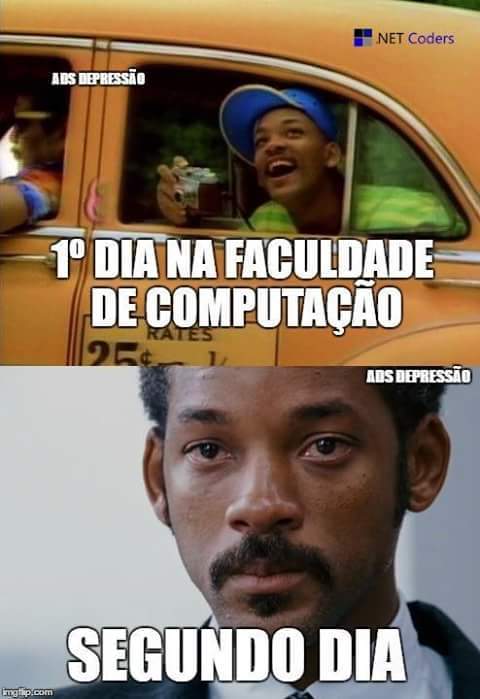 .NET Coders
ADS DEPRESSÃO
1º DIA NA FACULDADE
DE COMPUTAÇÃO
RATES
25¢
ADS DEPRESSÃO
SEGUNDO DIA
imgflip.com